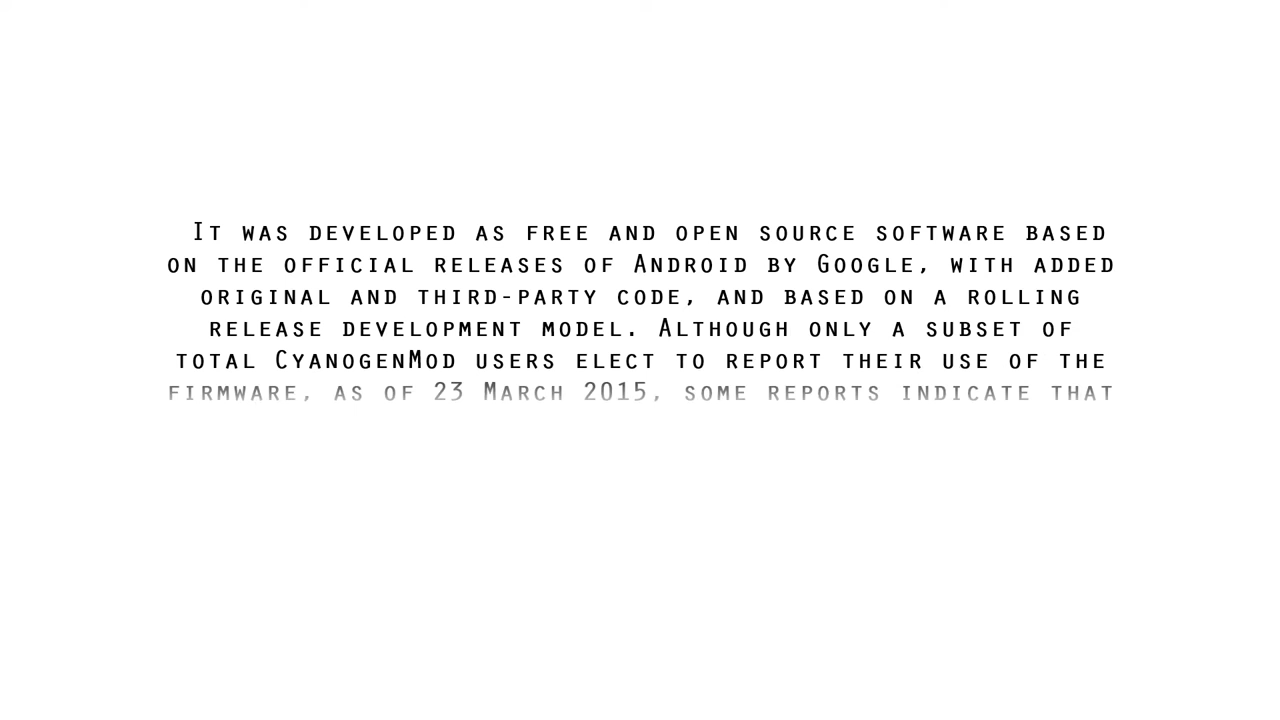 It was developed as free and open source software based
on the official releases of Android by Google, with added
original and third-party code, and based on a rolling
release development model. Although only a subset of
total CyanogenMod users elect to report their use of the
firmware, as of 23 March 2015, some reports indicate that